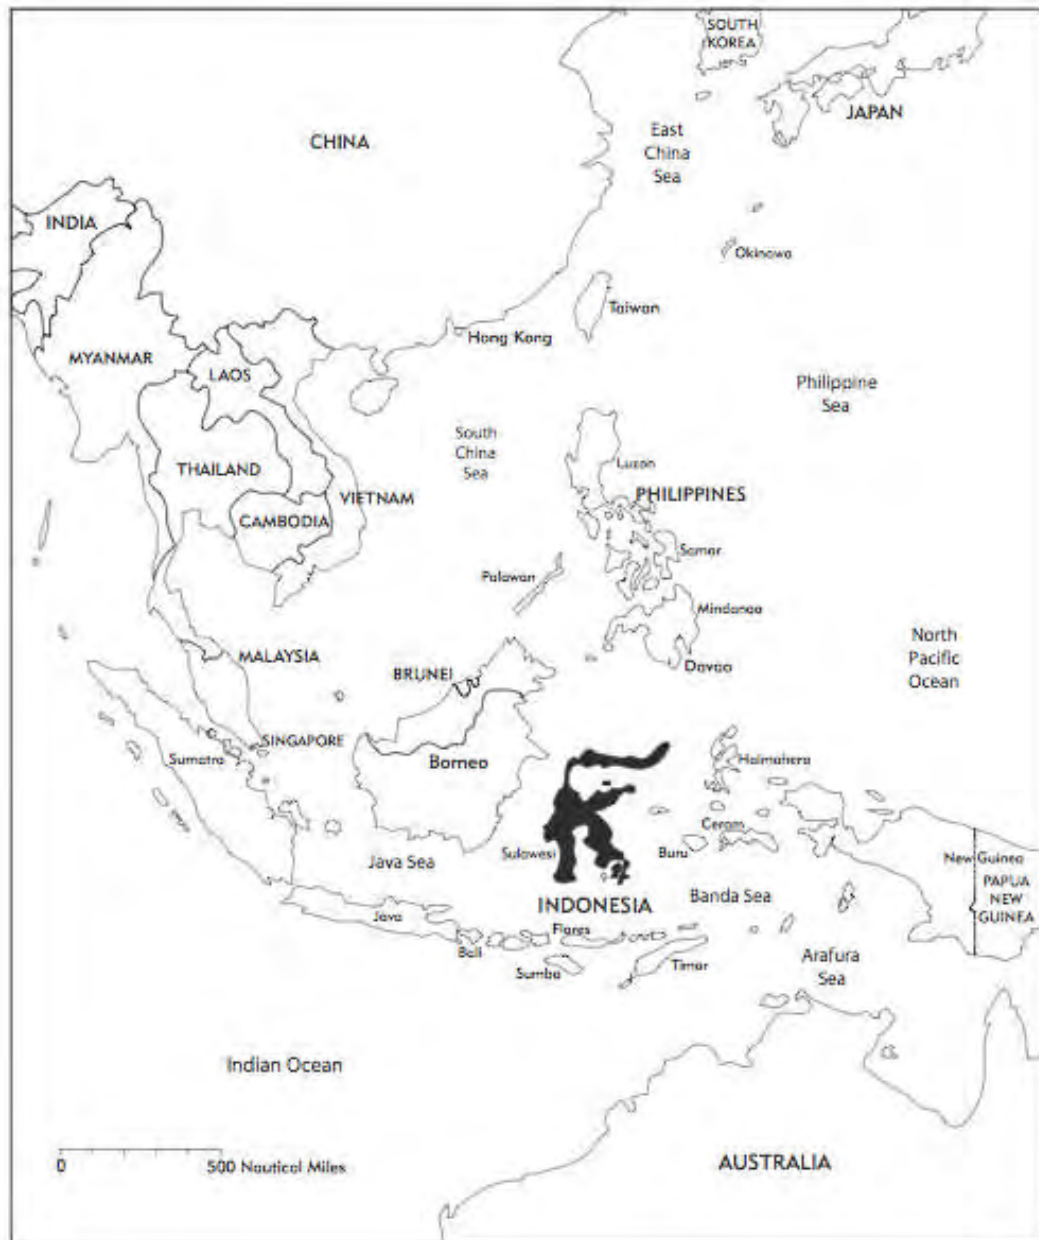 SOUTH
KOREA
JAPAN
CHINA
East
China
Sea
INDIA
Okinawa
Taiwan
Hong Kong
MYANMAR
LAOS
Philippine
Sea
South
China
Sea
Luzon
THAILAND
VIETNAM
PHILIPPINES
CAMBODIA
Samar
Palawan
Mindanao
North
Pacific
Ocean
MALAYSIA
BRUNEI
Davao
SINGAPORE
Sumatra
Borneo
Halmahera
Ceram
Sulawesi
Buru
Java Sea
New Guinea
PAPUA
NEW
GUINEA
Banda Sea
INDONESIA
Java
Flores
Bali
Sumba
Timor
Arafura
Sea
Indian Ocean
0
500 Nautical Miles
AUSTRALIA